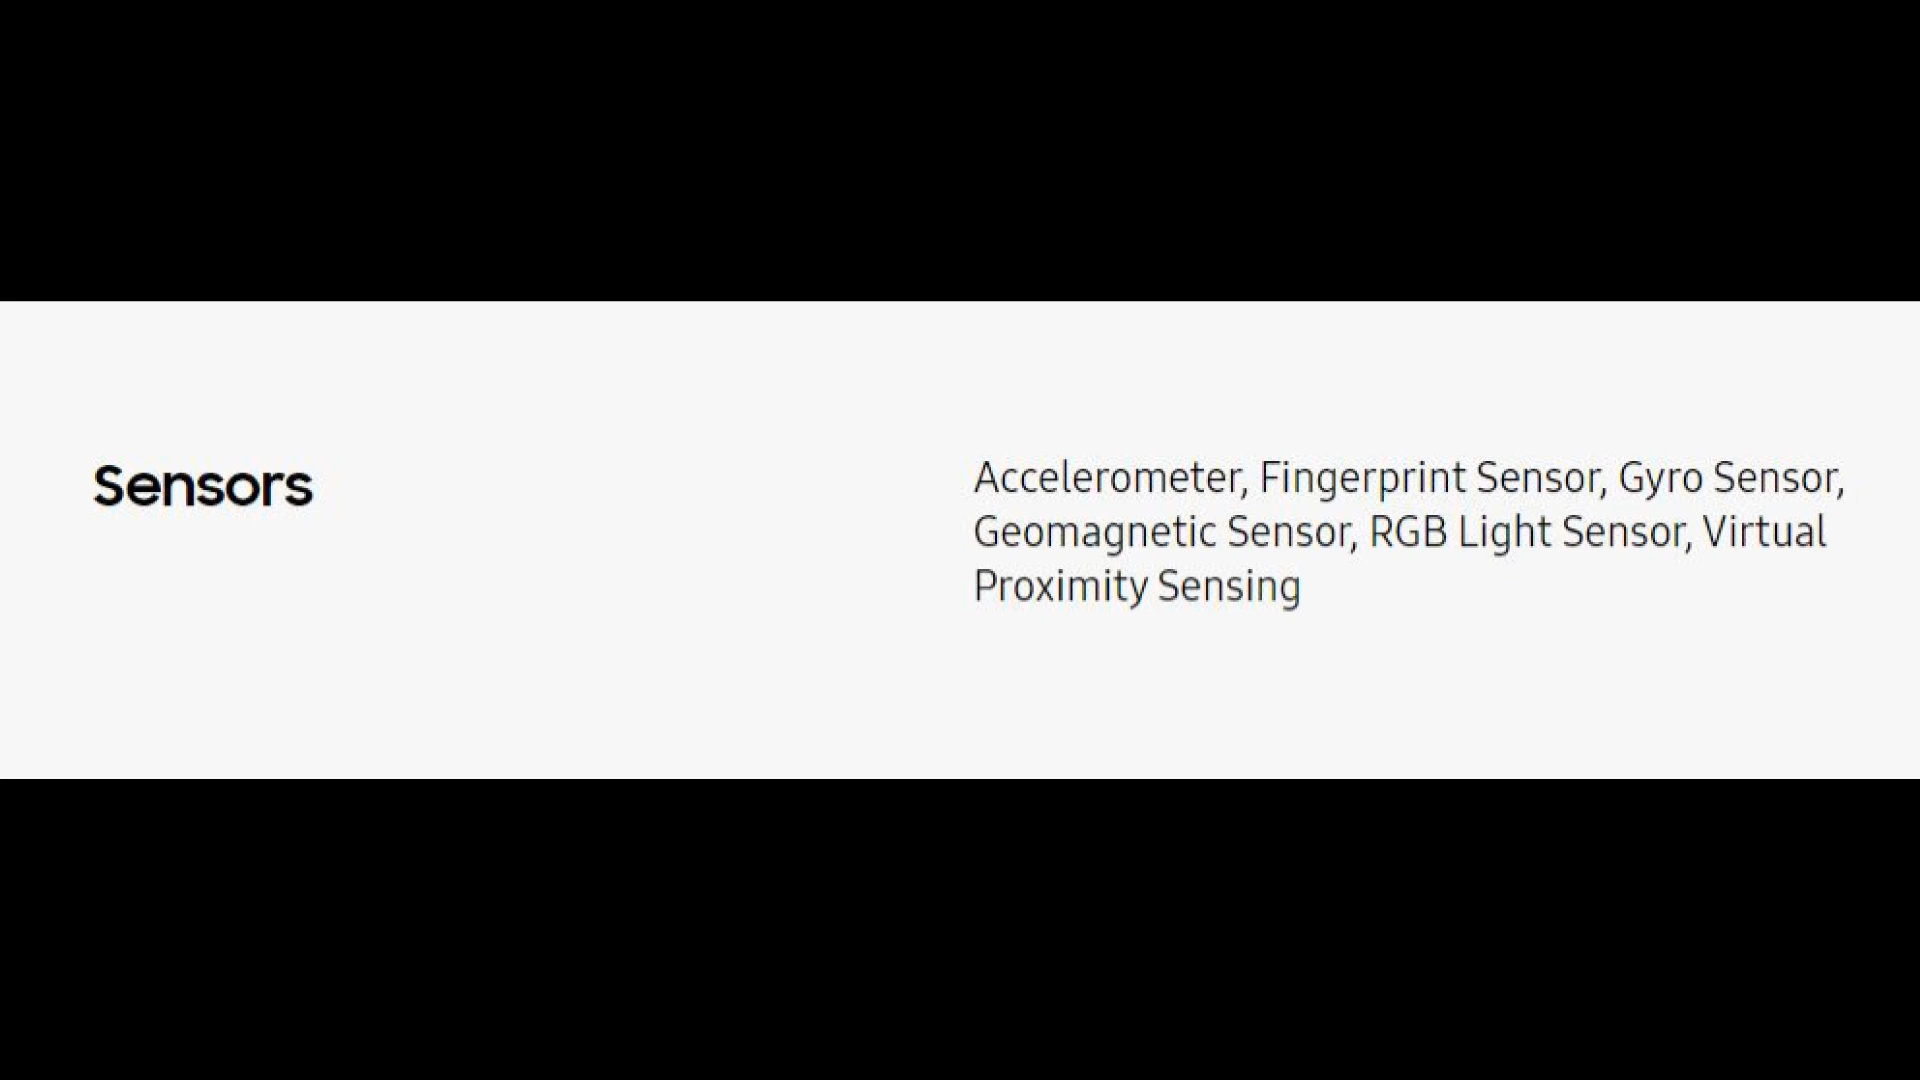 Sensors
Accelerometer, Fingerprint Sensor, Gyro Sensor,
Geomagnetic Sensor, RGB Light Sensor, Virtual
Proximity Sensing